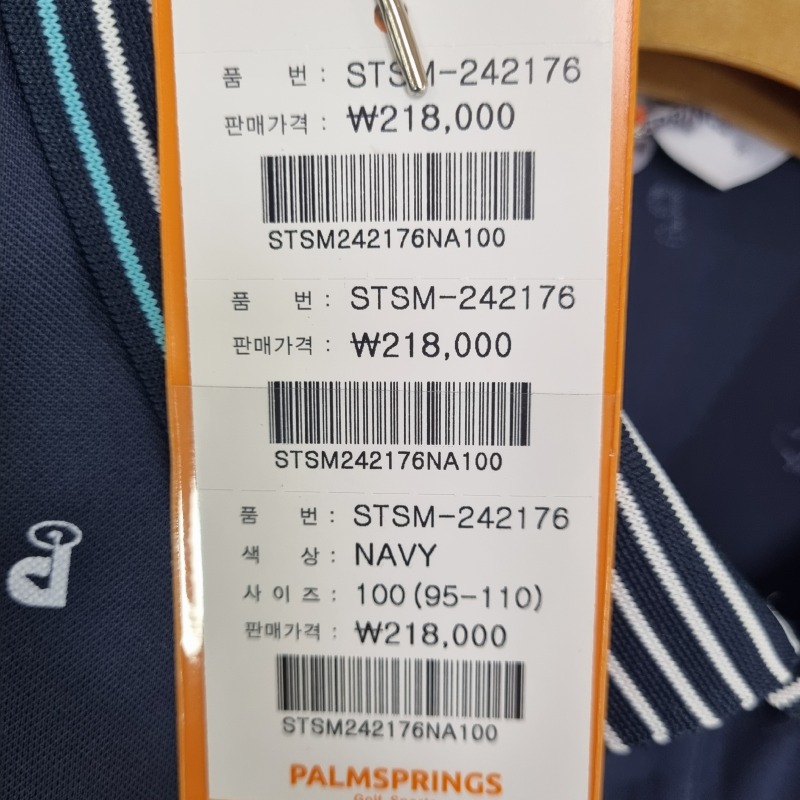 품 번 : STSM-242176
판매가격 : ₩218,000
STSM242176NA100
품 번 : STSM-242176
판매가격 : ₩218,000
STSM242176NA100
품 번 : STSM-242176
색 상 : NAVY
사 이 즈 : 100 (95-110)
판매가격 : ₩218,000
STSM242176NA100
PALMSPRINGS